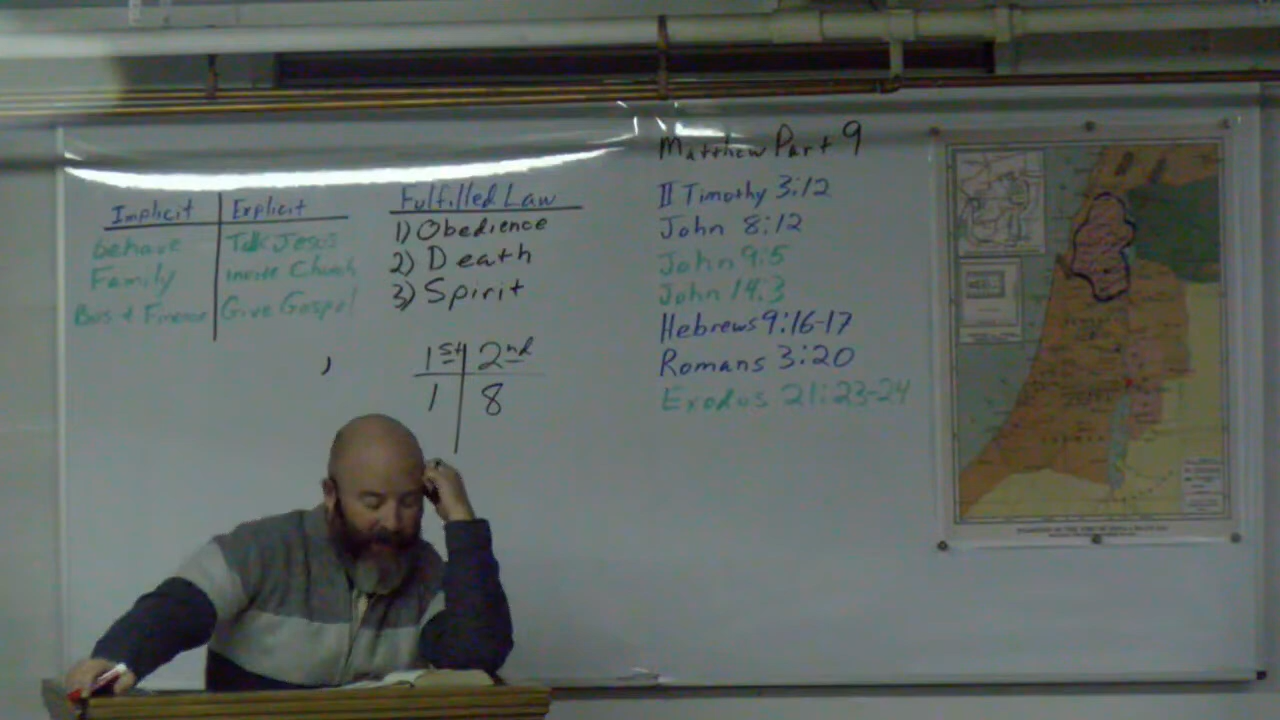 Implicit Explicit
behave Talk Jesus
Family Invite Church
Bus + Finance Give Gospel
Fulfilled Law
1) Obedience
2) Death
3) Spirit
1st 2nd
1 8
Matthew Part 9
II Timothy 3:12
John 8:12
John 9:5
John 14:3
Hebrews 9:16-17
Romans 3:20
Exodus 21:23-24